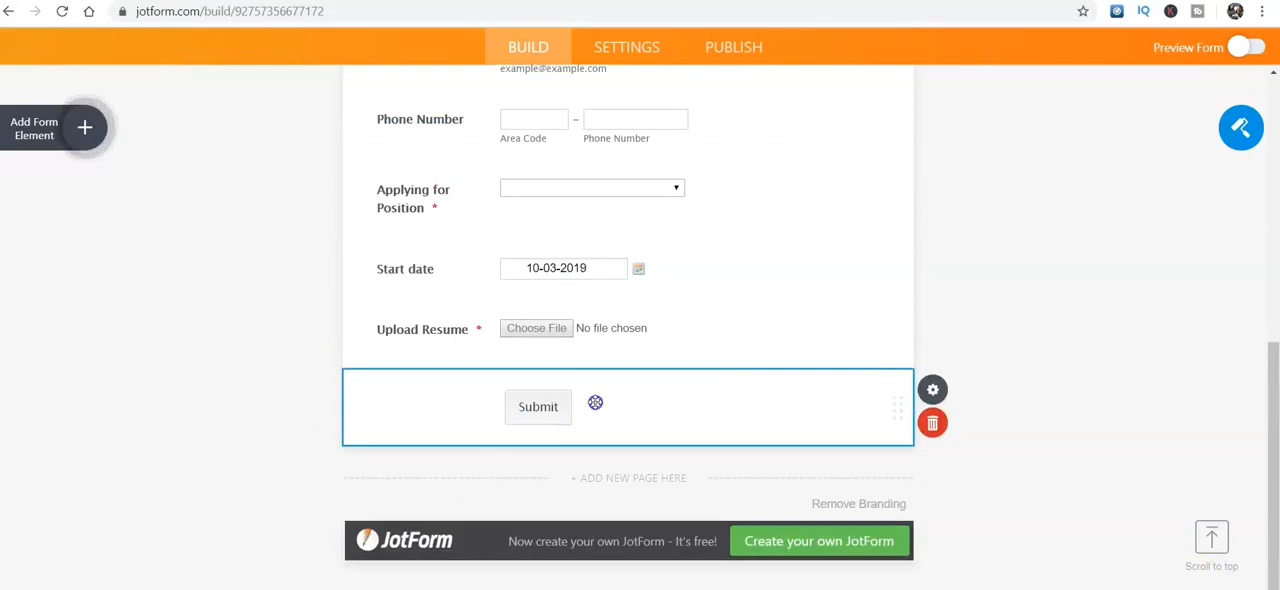 jotform.com/build/92757356677172
IQ
K
BUILD
SETTINGS
PUBLISH
Preview Form
example@example.com
Add Form
Element
Phone Number
–
Area Code
Phone Number
Applying for
Position *
Start date
10-03-2019
Upload Resume *
Choose File No file chosen
Submit
+ ADD NEW PAGE HERE
Remove Branding
JotForm
Now create your own JotForm - It's free!
Create your own JotForm
Scroll to top